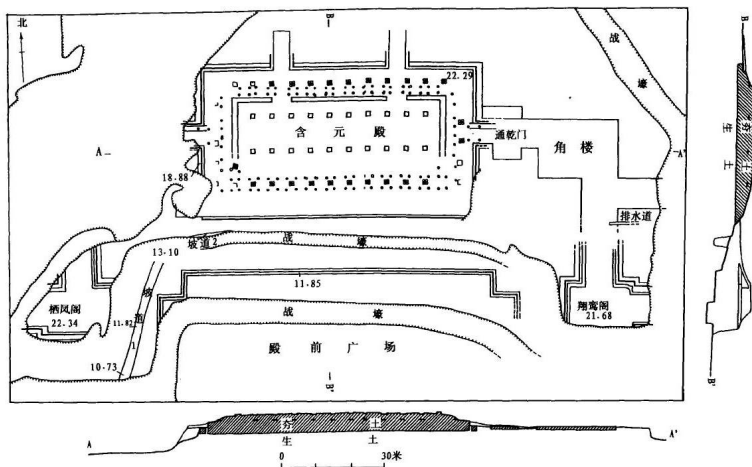 北
B
战
壕
22.29
含元殿
通乾门
角楼
A
A'
18.88
排水道
坡道2
战壕
13.10
11.85
栖凤阁
22.34
坡道1
11.82
战壕
翔鸾阁
21.68
10.73
殿前广场
B'
A
夯土
生土
A'
0 30米
B
夯土
生土
B'